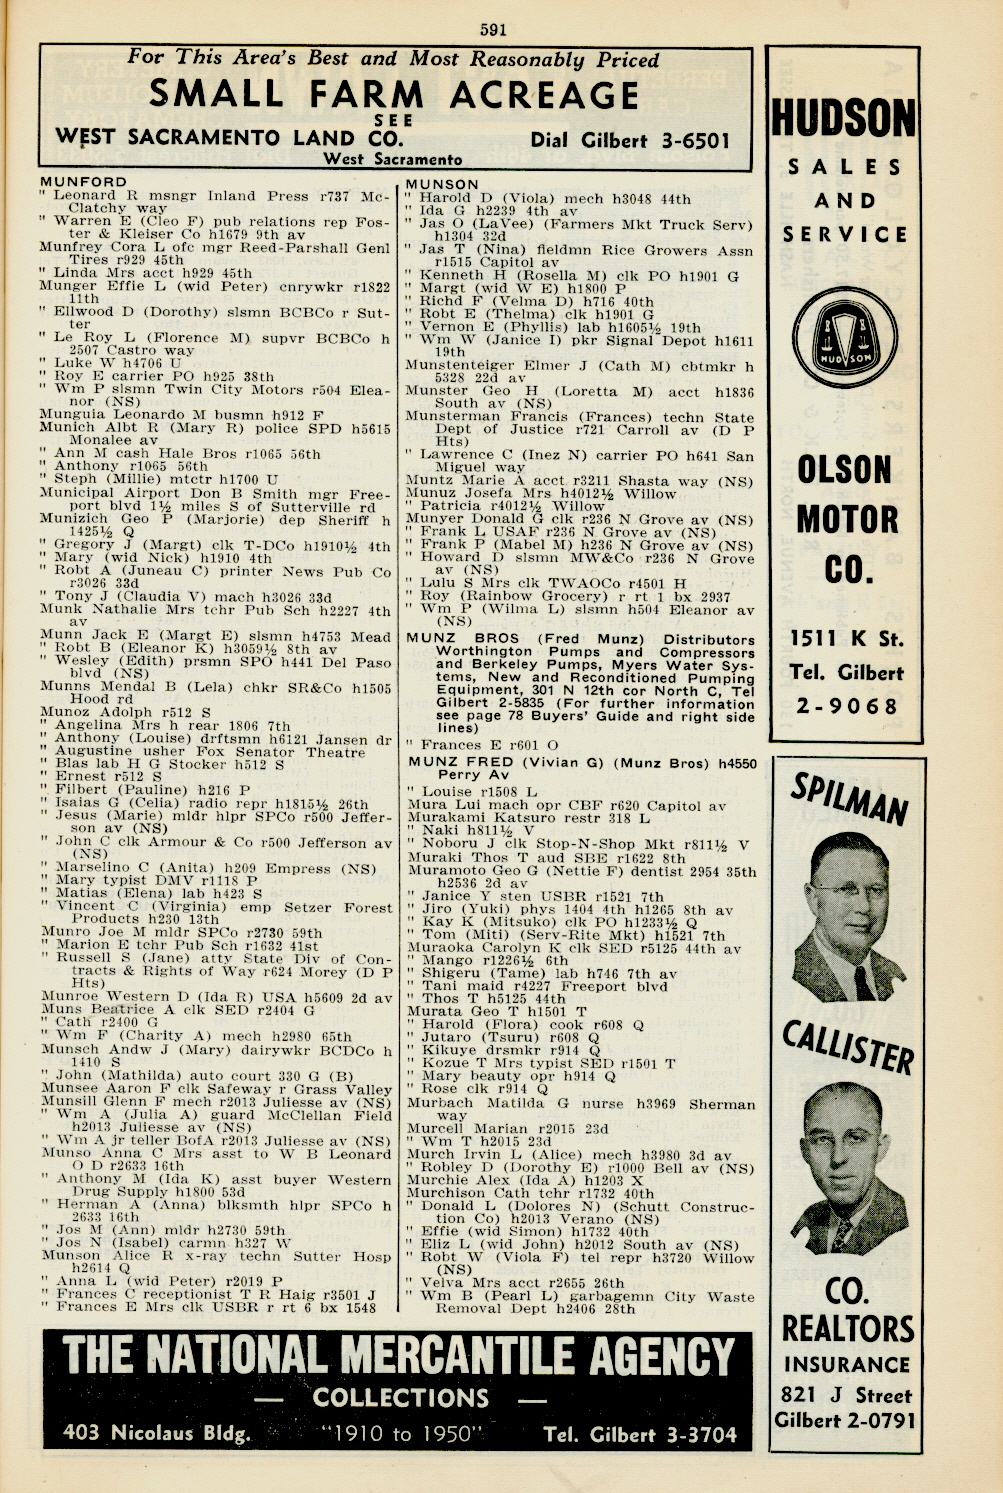 591
For This Area's Best and Most Reasonably Priced
SMALL FARM ACREAGE
SEE
WEST SACRAMENTO LAND CO. Dial Gilbert 3-6501
West Sacramento
MUNFORD
" Leonard R msngr Inland Press r737 Mc-
Clatchy way
" Warren E (Cleo F) pub relations rep Fos-
ter & Kleiser Co h1679 9th av
Munfrey Cora L ofc mgr Reed-Parshall Genl
Tires r929 45th
" Linda Mrs acct h929 45th
Munger Effie L (wid Peter) cnrywkr r1822
11th
" Ellwood D (Dorothy) slsmn BCBCo r Sut-
ter
" Le Roy L (Florence M) supvr BCBCo h
2507 Castro way
" Luke W h4706 U
" Roy E carrier PO h925 38th
" Wm P slsmn Twin City Motors r504 Elea-
nor (NS)
Munguia Leonardo M busmn h912 F
Munich Albt R (Mary R) police SPD h5615
Monalee av
" Ann M cash Hale Bros r1065 56th
" Anthony r1065 56th
" Steph (Millie) mtctr h1700 U
Municipal Airport Don B Smith mgr Free-
port blvd 1½ miles S of Sutterville rd
Munizich Geo P (Marjorie) dep Sheriff h
1425½ Q
" Gregory J (Margt) clk T-DCo h1910½ 4th
" Mary (wid Nick) h1910 4th
" Robt A (Juneau C) printer News Pub Co
r3026 33d
" Tony J (Claudia V) mach h3026 33d
Munk Nathalie Mrs tchr Pub Sch h2227 4th
av
Munn Jack E (Margt E) slsmn h4753 Mead
" Robt B (Eleanor K) h3059½ 8th av
" Wesley (Edith) prsmn SPO h441 Del Paso
blvd (NS)
Munns Mendal B (Lela) chkr SR&Co h1505
Hood rd
Munoz Adolph r512 S
" Angelina Mrs h rear 1806 7th
" Anthony (Louise) drftsmn h6121 Jansen dr
" Augustine usher Fox Senator Theatre
" Blas lab H G Stocker h512 S
" Ernest r512 S
" Filbert (Pauline) h216 P
" Isaias G (Celia) radio repr h1815½ 26th
" Jesus (Marie) mldr hlpr SPCo r500 Jeffer-
son av (NS)
" John C clk Armour & Co r500 Jefferson av
(NS)
" Marselino C (Anita) h209 Empress (NS)
" Mary typist DMV r1118 P
" Matias (Elena) lab h423 S
" Vincent C (Virginia) emp Setzer Forest
Products h230 13th
Munro Joe M mldr SPCo r2730 59th
" Marion E tchr Pub Sch r1632 41st
" Russell S (Jane) atty State Div of Con-
tracts & Rights of Way r624 Morey (D P
Hts)
Munroe Western D (Ida R) USA h5609 2d av
Muns Beatrice A clk SED r2404 G
" Cath r2400 G
" Wm F (Charity A) mech h2980 65th
Munsch Andw J (Mary) dairywkr BCDCo h
1410 S
" John (Mathilda) auto court 330 G (B)
Munsee Aaron F clk Safeway r Grass Valley
Munsill Glenn F mech r2013 Juliesse av (NS)
" Wm A (Julia A) guard McClellan Field
h2013 Juliesse av (NS)
" Wm A jr teller BofA r2013 Juliesse av (NS)
Munso Anna C Mrs asst to W B Leonard
O D r2633 16th
" Anthony M (Ida K) asst buyer Western
Drug Supply h1800 53d
" Herman A (Anna) blksmth hlpr SPCo h
2633 16th
" Jos M (Ann) mldr h2730 59th
" Jos N (Isabel) carmn h327 W
Munson Alice R x-ray techn Sutter Hosp
h2614 Q
" Anna L (wid Peter) r2019 P
" Frances C receptionist T R Haig r3501 J
" Frances E Mrs clk USBR r rt 6 bx 1548
MUNSON
" Harold D (Viola) mech h3048 44th
" Ida G h2239 4th av
" Jas O (LaVee) (Farmers Mkt Truck Serv)
h1304 32d
" Jas T (Nina) fieldmn Rice Growers Assn
r1515 Capitol av
" Kenneth H (Rosella M) clk PO h1901 G
" Margt (wid W E) h1800 P
" Richd F (Velma D) h716 40th
" Robt E (Thelma) clk h1901 G
" Vernon E (Phyllis) lab h1605½ 19th
" Wm W (Janice I) pkr Signal Depot h1611
19th
Munsteniger Elmer J (Cath M) cbtmkr h
5328 22d av
Munster Geo H (Loretta M) acct h1836
South av (NS)
Munsterman Francis (Frances) techn State
Dept of Justice r721 Carroll av (D P
Hts)
" Lawrence C (Inez N) carrier PO h641 San
Miguel way
Muntz Marie A acct r3211 Shasta way (NS)
Munuz Josefa Mrs h4012½ Willow
" Patricia r4012½ Willow
Munyer Donald G clk r236 N Grove av (NS)
" Frank L USAF r236 N Grove av (NS)
" Frank P (Mabel M) h236 N Grove av (NS)
" Howard D slsmn MW&Co r236 N Grove
av (NS)
" Lulu S Mrs clk TWAOCo r4501 H
" Roy (Rainbow Grocery) r rt 1 bx 2937
" Wm P (Wilma L) slsmn h504 Eleanor av
(NS)
MUNZ BROS (Fred Munz) Distributors
Worthington Pumps and Compressors
and Berkeley Pumps, Myers Water Sys-
tems, New and Reconditioned Pumping
Equipment, 301 N 12th cor North C, Tel
Gilbert 2-5835 (For further information
see page 78 Buyers' Guide and right side
lines)
" Frances E r601 O
MUNZ FRED (Vivian G) (Munz Bros) h4550
Perry Av
" Louise r1508 L
Mura Lui mach opr CBF r620 Capitol av
Murakami Katsuro restr 318 L
" Naki h811½ V
" Noboru J clk Stop-N-Shop Mkt r811½ V
Muraki Thos T aud SBE r1622 8th
Muramoto Geo G (Nettie F) dentist 2954 35th
h2536 2d av
" Janice Y sten USBR r1521 7th
" Jiro (Yuki) phys 1404 4th h1265 8th av
" Kay K (Mitsuko) clk PO h1233½ Q
" Tom (Miti) (Serv-Rite Mkt) h1521 7th
Muraoka Carolyn K clk SED r5125 44th av
" Mango r1226½ 6th
" Shigeru (Tame) lab h746 7th av
" Tani maid r4227 Freeport blvd
" Thos T h5125 44th
Murata Geo T h1501 T
" Harold (Flora) cook r608 Q
" Jutaro (Tsuru) r608 Q
" Kikuye drsmkr r914 Q
" Kozue T Mrs typist SED r1501 T
" Mary beauty opr h914 Q
" Rose clk r914 Q
Murbach Matilda G nurse h3969 Sherman
way
Murcell Marian r2015 23d
" Wm T h2015 23d
Murch Irvin L (Alice) mech h3980 3d av
" Robley D (Dorothy E) r1000 Bell av (NS)
Murchie Alex (Ida A) h1203 X
Murchison Cath tchr r1732 40th
" Donald L (Dolores N) (Schutt Construc-
tion Co) h2013 Verano (NS)
" Effie (wid Simon) h1732 40th
" Eliz L (wid John) h2012 South av (NS)
" Robt W (Viola F) tel repr h3720 Willow
(NS)
" Velva Mrs acct r2655 26th
" Wm B (Pearl L) garbagemn City Waste
Removal Dept h2406 28th
HUDSON
SALES
AND
SERVICE
HUDSON
OLSON
MOTOR
CO.
1511 K St.
Tel. Gilbert
2-9068
SPILMAN
CALLISTER
CO.
REALTORS
INSURANCE
821 J Street
Gilbert 2-0791
THE NATIONAL MERCANTILE AGENCY
— COLLECTIONS —
403 Nicolaus Bldg. "1910 to 1950" Tel. Gilbert 3-3704